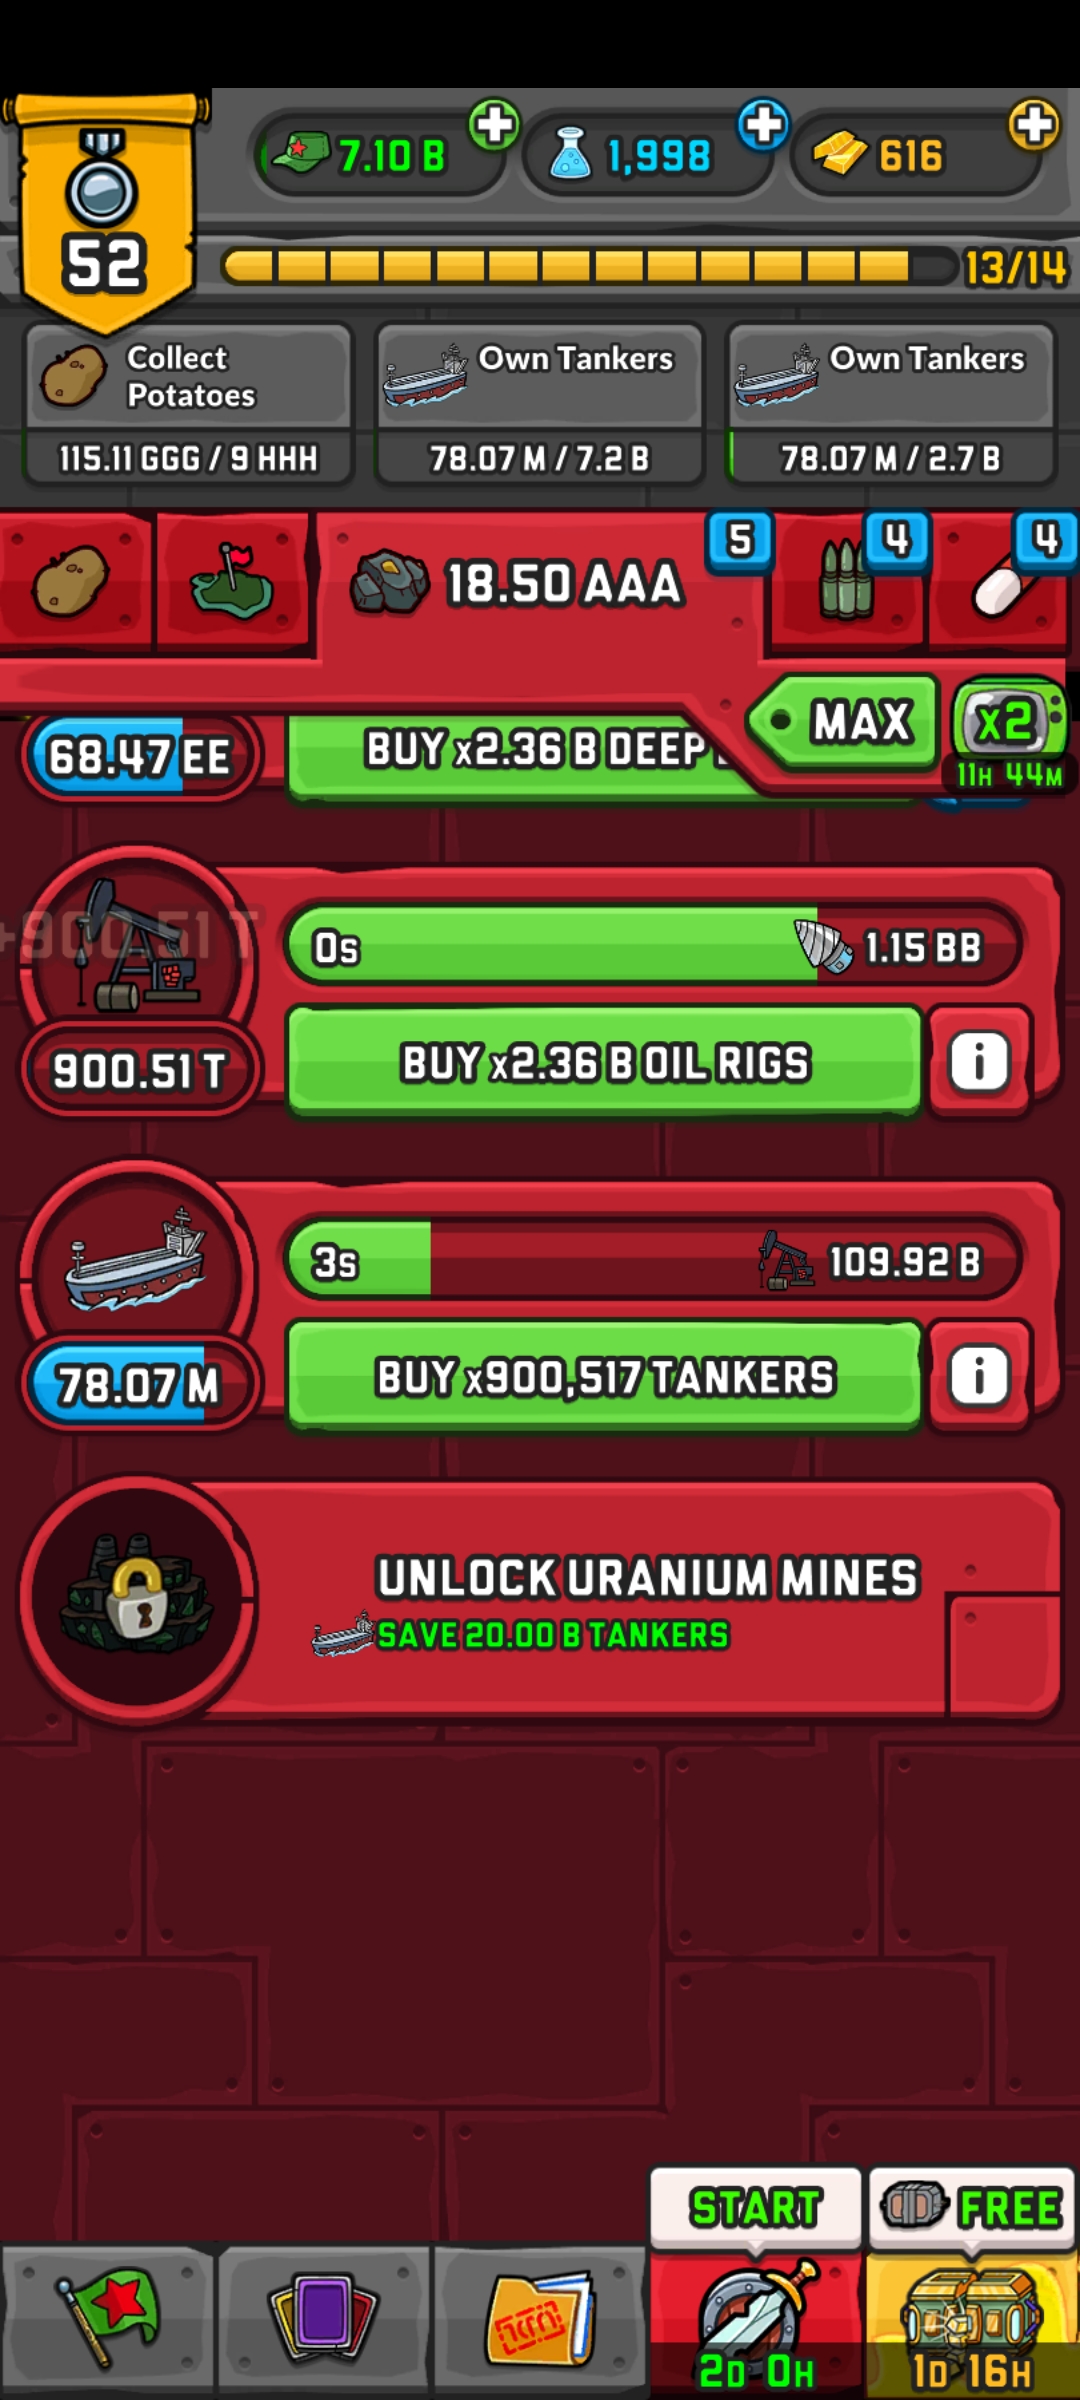 7.10 B
1,998
616
52
13/14
Collect
Potatoes
115.11 GGG / 9 HHH
Own Tankers
78.07 M / 7.2 B
Own Tankers
78.07 M / 2.7 B
18.50 AAA
5
4
4
MAX
x2
11H 44M
68.47 EE
BUY x2.36 B DEEP
+900.51 T
0s
1.15 BB
900.51 T
BUY x2.36 B OIL RIGS
i
3s
109.92 B
78.07 M
BUY x900,517 TANKERS
i
UNLOCK URANIUM MINES
SAVE 20.00 B TANKERS
START
FREE
2D 0H
1D 16H